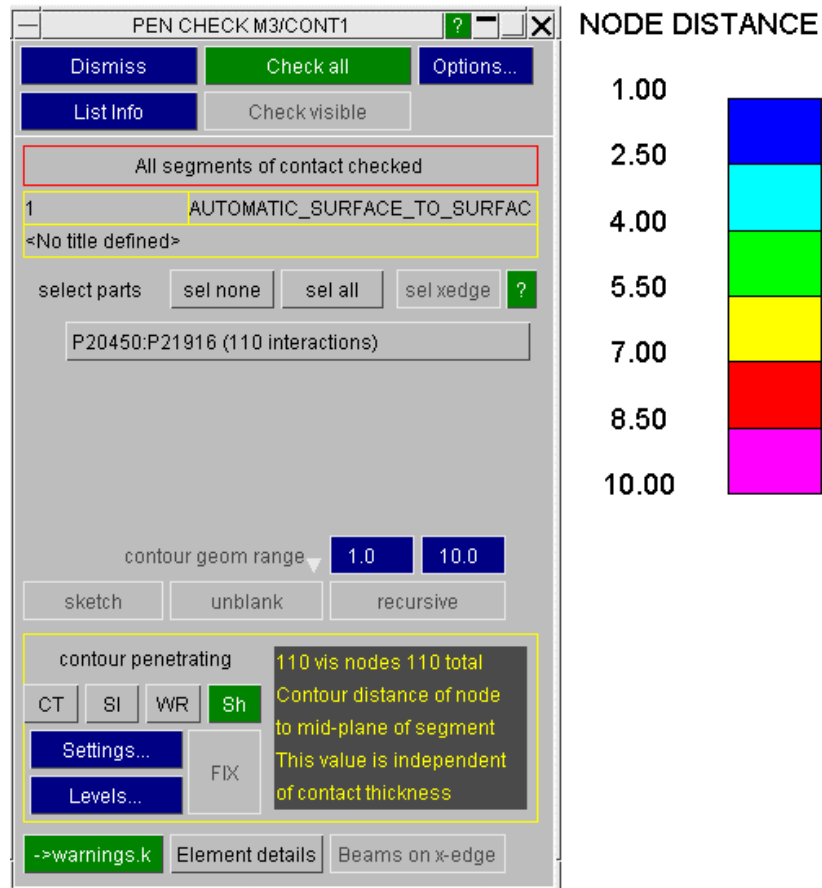 PEN CHECK M3/CONT1 ?
Dismiss Check all Options...
List Info Check visible
All segments of contact checked
1 AUTOMATIC_SURFACE_TO_SURFAC
<No title defined>
select parts sel none sel all sel xedge ?
P20450:P21916 (110 interactions)
contour geom range 1.0 10.0
sketch unblank recursive
contour penetrating
CT SI WR Sh
Settings...
FIX
Levels...
110 vis nodes 110 total
Contour distance of node
to mid-plane of segment
This value is independent
of contact thickness
->warnings.k Element details Beams on x-edge
NODE DISTANCE
1.00
2.50
4.00
5.50
7.00
8.50
10.00